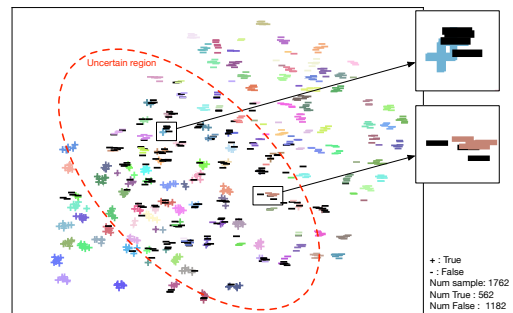 Uncertain region
+ : True
- : False
Num sample: 1762
Num True : 562
Num False : 1182